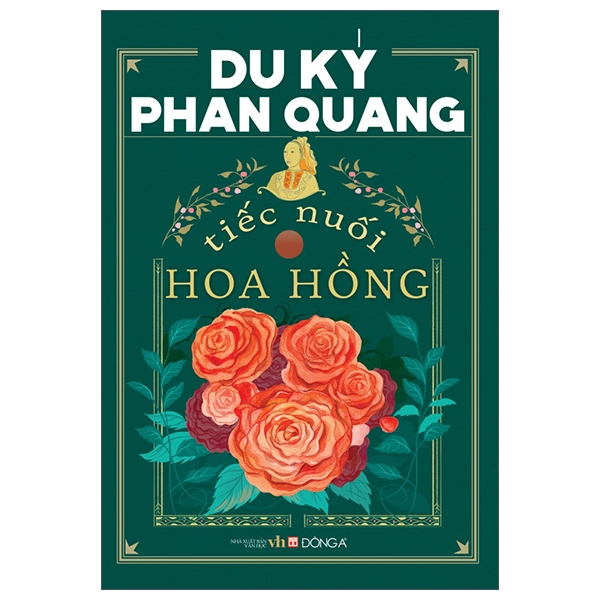 DU KÝ
PHAN QUANG
tiếc nuối
HOA HỒNG
NHÀ XUẤT BẢN
VĂN HỌC
vh
ĐÔNG A